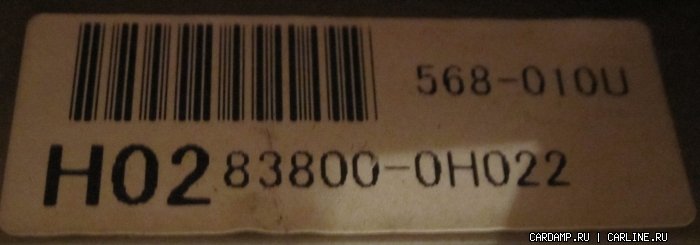 568-010U
H02 83800-0H022
CARDAMP.RU | CARLINE.RU